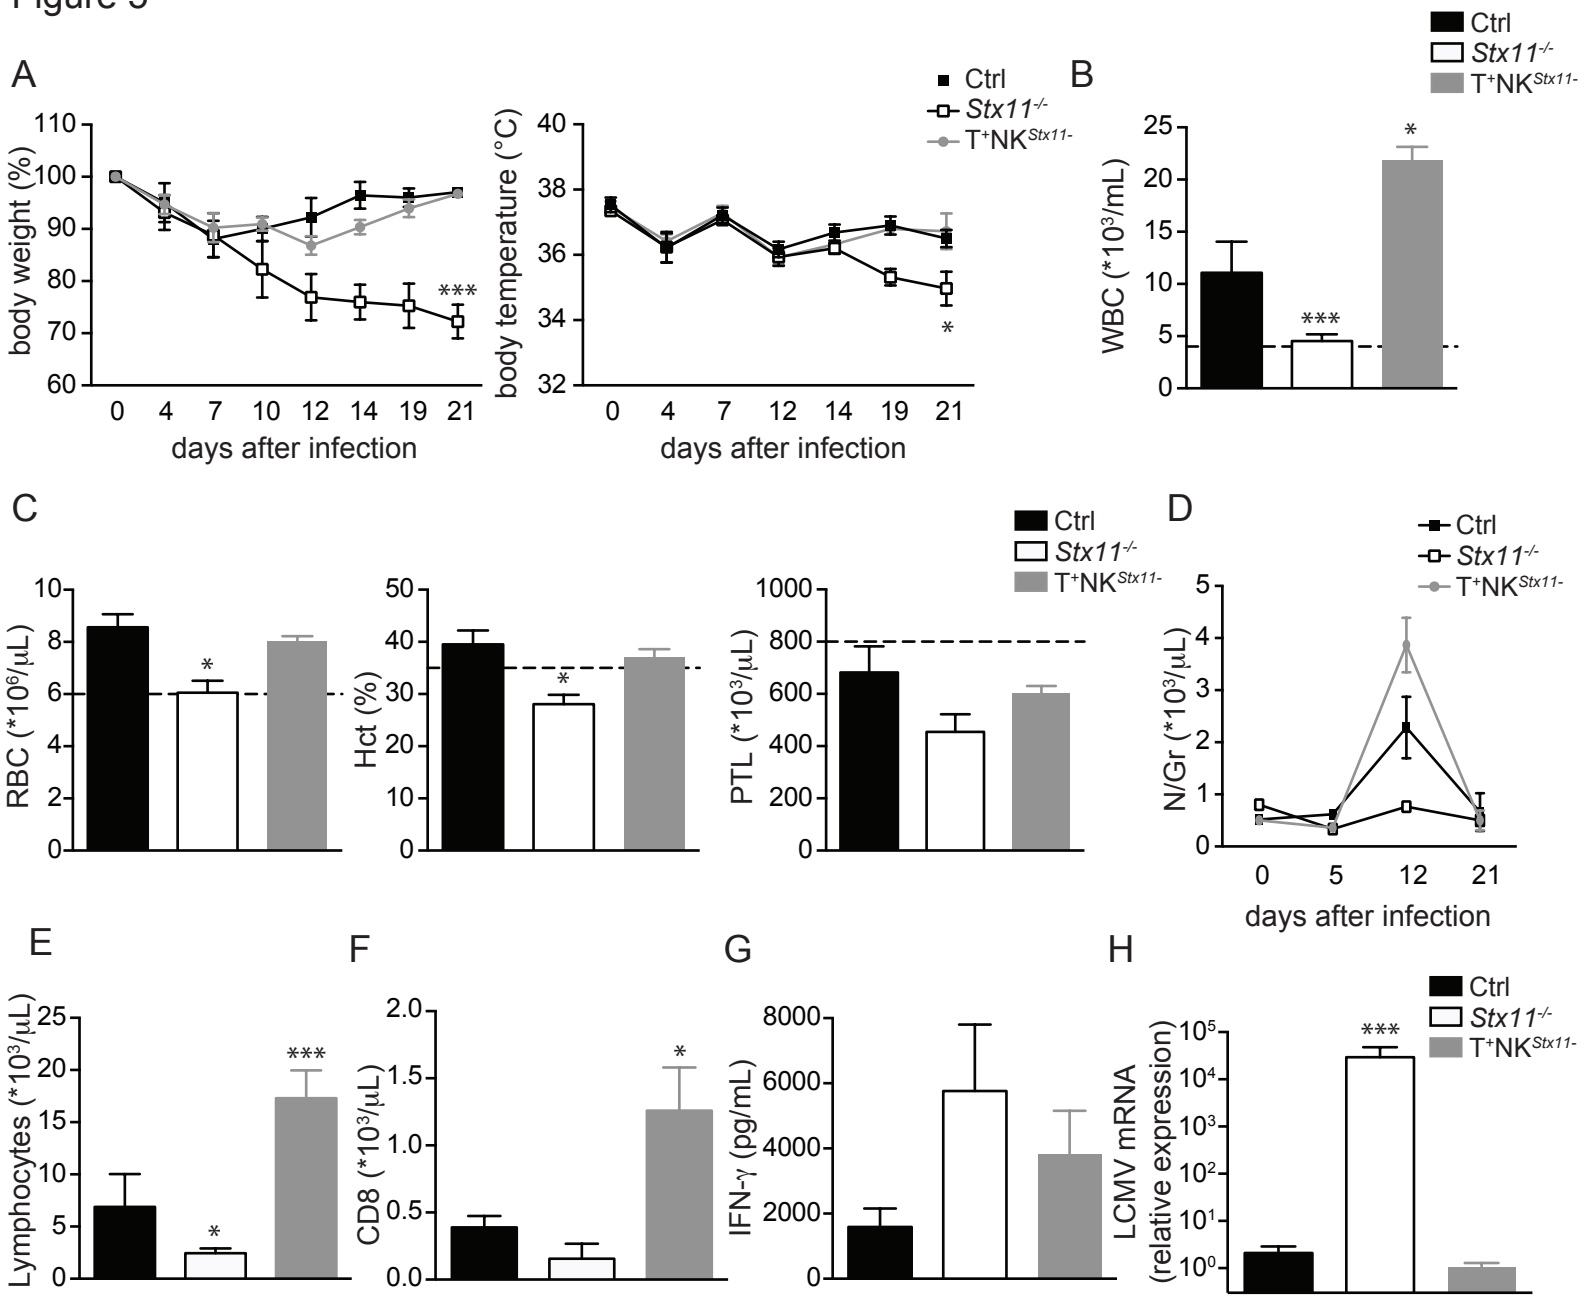 A
Ctrl
Stx11-/-
T+NKStx11-
body weight (%)
110
100
90
80
70
60
***
0 4 7 10 12 14 19 21
days after infection
body temperature (°C)
40
38
36
34
32
*
0 4 7 12 14 19 21
days after infection
B
Ctrl
Stx11-/-
T+NKStx11-
WBC (*10³/mL)
25
20
15
10
5
0
***
*
C
Ctrl
Stx11-/-
T+NKStx11-
RBC (*10⁶/µL)
10
8
6
4
2
0
*
Hct (%)
50
40
30
20
10
0
*
PTL (*10³/µL)
1000
800
600
400
200
0
D
Ctrl
Stx11-/-
T+NKStx11-
N/Gr (*10³/µL)
5
4
3
2
1
0
0 5 12 21
days after infection
E
Lymphocytes (*10³/µL)
25
20
15
10
5
0
*
***
F
CD8 (*10³/µL)
2.0
1.5
1.0
0.5
0.0
*
G
IFN-γ (pg/mL)
8000
6000
4000
2000
0
H
Ctrl
Stx11-/-
T+NKStx11-
LCMV mRNA
(relative expression)
10⁵
10⁴
10³
10²
10¹
10⁰
***